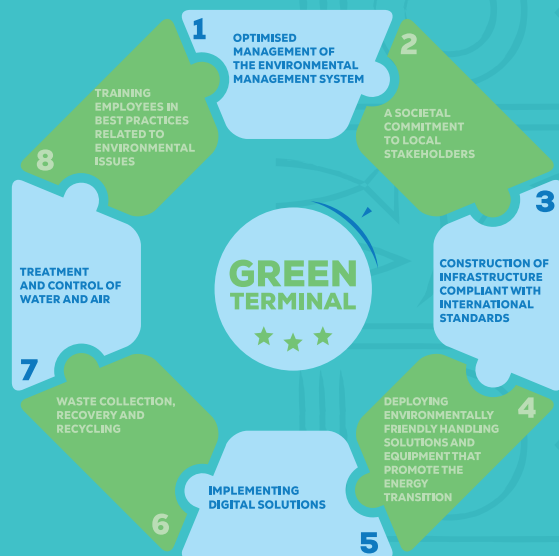 1
OPTIMISED
MANAGEMENT OF
THE ENVIRONMENTAL
MANAGEMENT SYSTEM
2
A SOCIETAL
COMMITMENT
TO LOCAL
STAKEHOLDERS
3
CONSTRUCTION OF
INFRASTRUCTURE
COMPLIANT WITH
INTERNATIONAL
STANDARDS
4
DEPLOYING
ENVIRONMENTALLY
FRIENDLY HANDLING
SOLUTIONS AND
EQUIPMENT THAT
PROMOTE THE
ENERGY
TRANSITION
IMPLEMENTING
DIGITAL SOLUTIONS
5
WASTE COLLECTION,
RECOVERY AND
RECYCLING
6
TREATMENT
AND CONTROL OF
WATER AND AIR
7
TRAINING
EMPLOYEES IN
BEST PRACTICES
RELATED TO
ENVIRONMENTAL
ISSUES
8
GREEN
TERMINAL